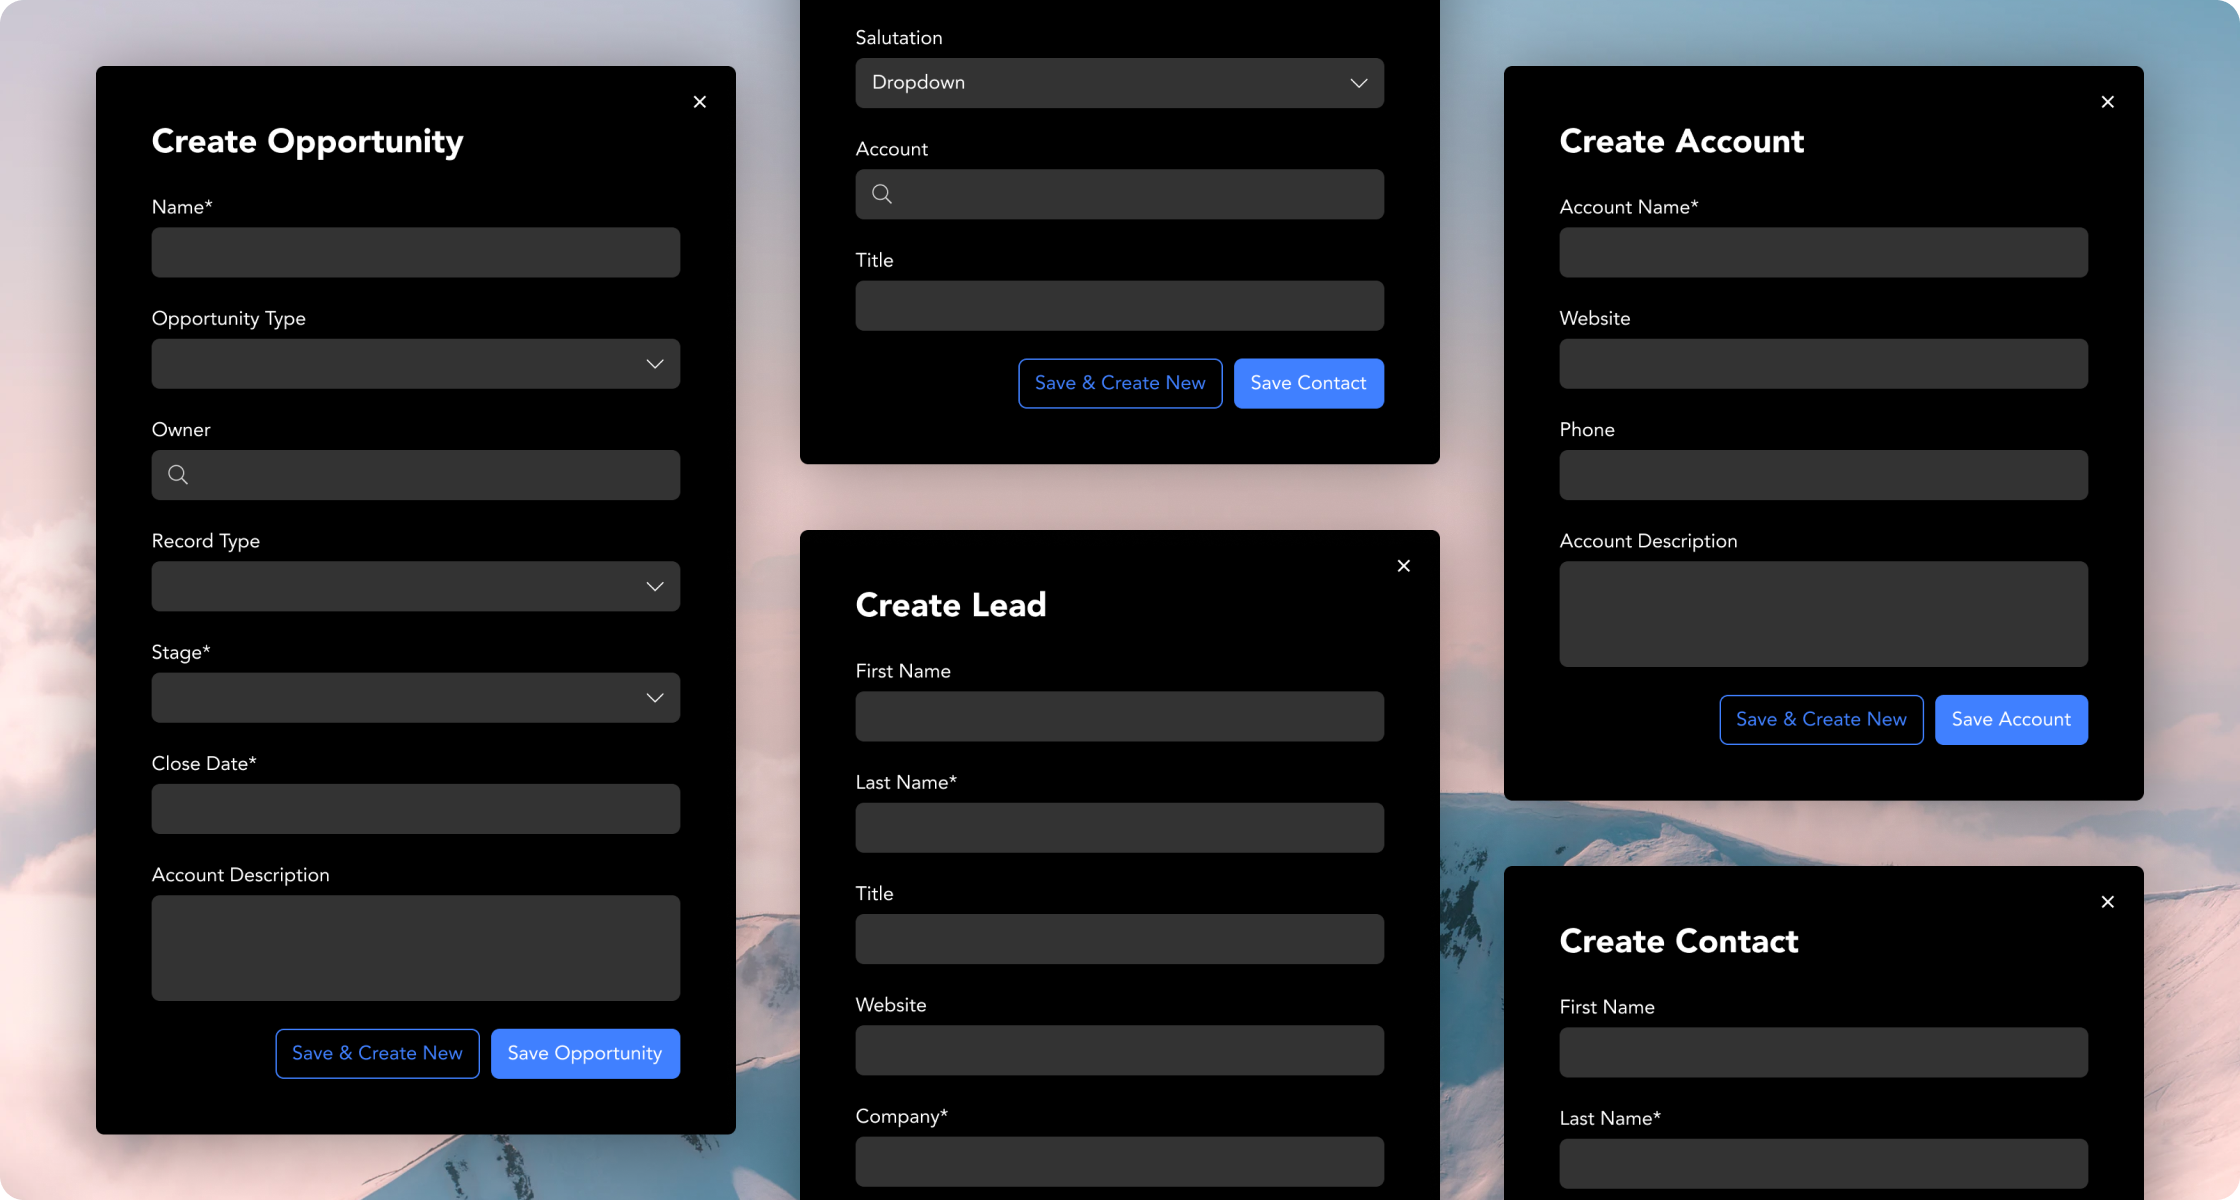 Create Opportunity
Name*
Opportunity Type
Owner
Record Type
Stage*
Close Date*
Account Description
Save & Create New
Save Opportunity
Salutation
Dropdown
Account
Title
Save & Create New
Save Contact
Create Lead
First Name
Last Name*
Title
Website
Company*
Create Account
Account Name*
Website
Phone
Account Description
Save & Create New
Save Account
Create Contact
First Name
Last Name*